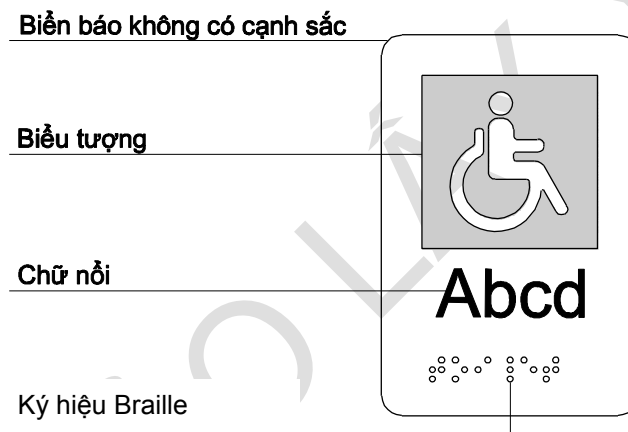 Biển báo không có cạnh sắc
Biểu tượng
Chữ nổi
Abcd
Ký hiệu Braille